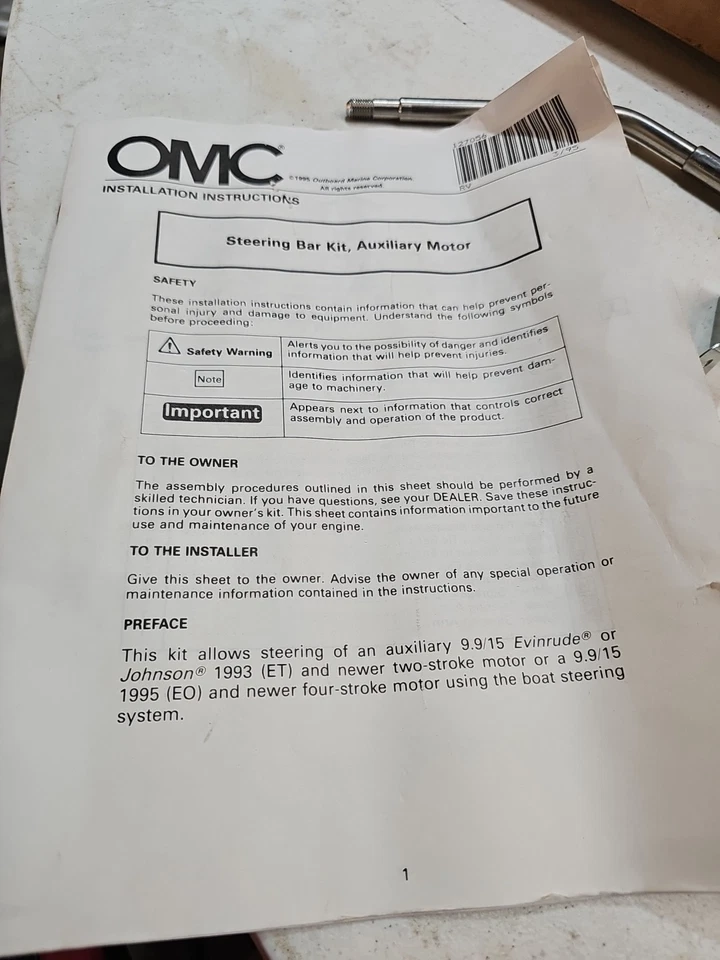 OMC®
©1995 Outboard Marine Corporation.
All rights reserved.
INSTALLATION INSTRUCTIONS
127056
RV
3/95
Steering Bar Kit, Auxiliary Motor
SAFETY
These installation instructions contain information that can help prevent per-
sonal injury and damage to equipment. Understand the following symbols
before proceeding:
Safety Warning
Alerts you to the possibility of danger and identifies
information that will help prevent injuries.
Note
Identifies information that will help prevent dam-
age to machinery.
Important
Appears next to information that controls correct
assembly and operation of the product.
TO THE OWNER
The assembly procedures outlined in this sheet should be performed by a
skilled technician. If you have questions, see your DEALER. Save these instruc-
tions in your owner's kit. This sheet contains information important to the future
use and maintenance of your engine.
TO THE INSTALLER
Give this sheet to the owner. Advise the owner of any special operation or
maintenance information contained in the instructions.
PREFACE
This kit allows steering of an auxiliary 9.9/15 Evinrude® or
Johnson® 1993 (ET) and newer two-stroke motor or a 9.9/15
1995 (EO) and newer four-stroke motor using the boat steering
system.
1